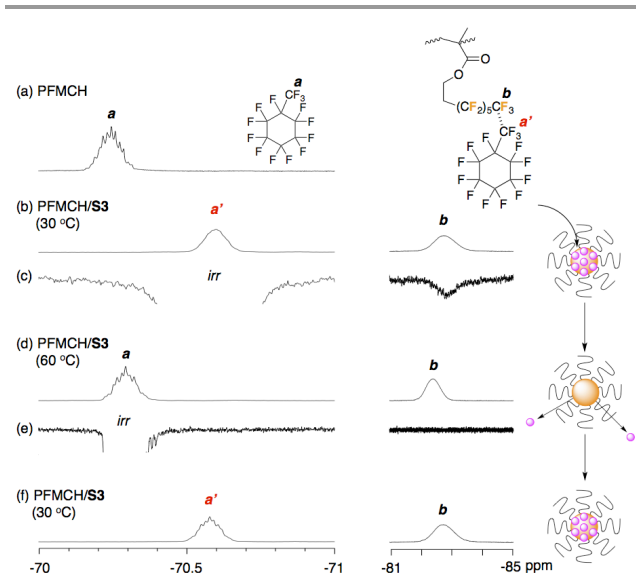 (a) PFMCH
a
a
CF3
F F F F F F F F F F F
O
O
b
(CF2)5CF3
a'
CF3
F F F F F F F F F F F
(b) PFMCH/S3
(30 °C)
a'
b
(c)
irr
(d) PFMCH/S3
(60 °C)
a
b
(e)
irr
(f) PFMCH/S3
(30 °C)
a'
b
-70 -70.5 -71 -81 -85 ppm